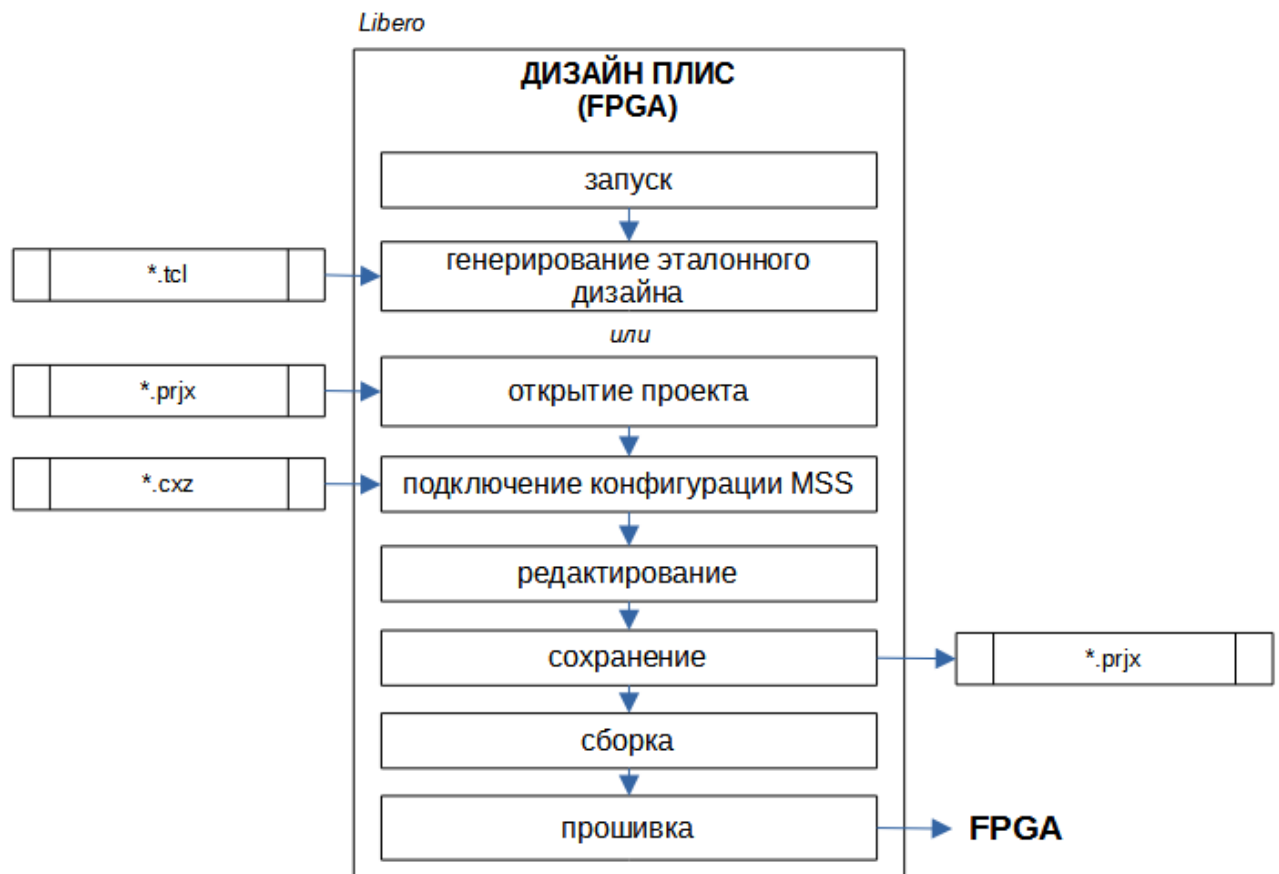 Libero
ДИЗАЙН ПЛИС
(FPGA)
запуск
*.tcl
генерирование эталонного
дизайна
или
*.prjx
открытие проекта
*.cxz
подключение конфигурации MSS
редактирование
сохранение
*.prjx
сборка
прошивка
FPGA